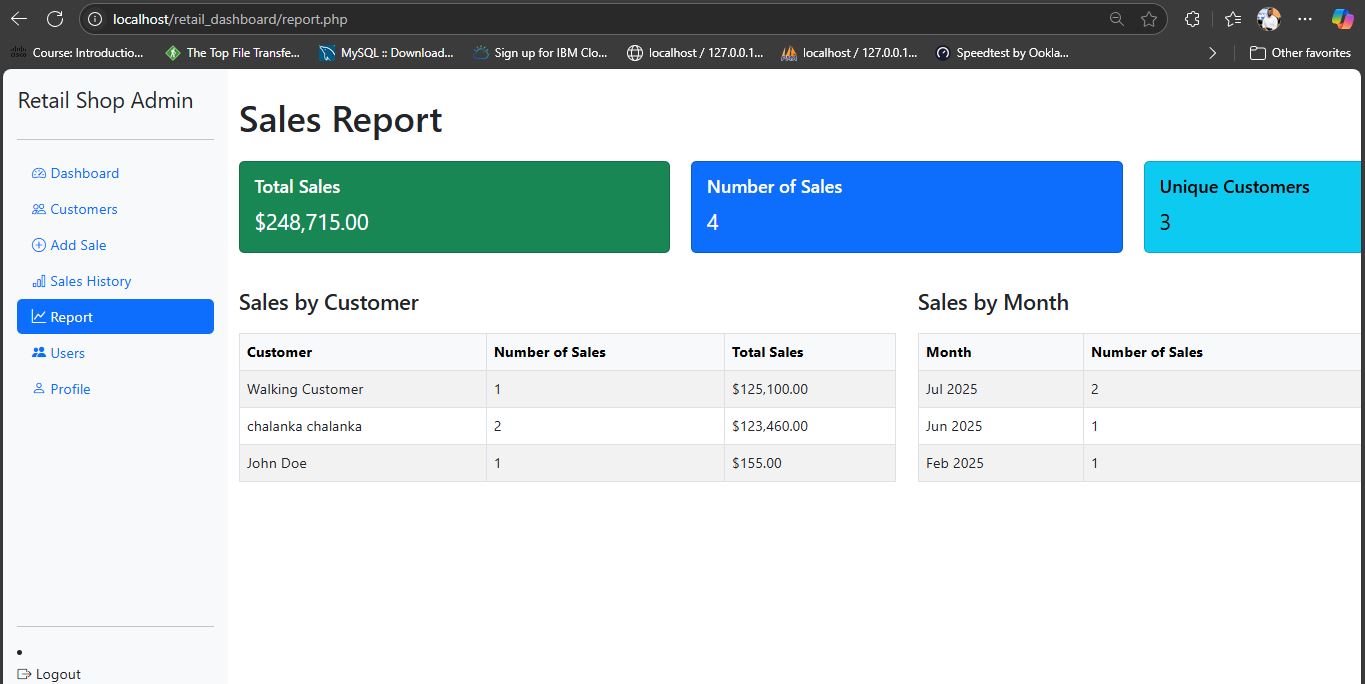 localhost/retail_dashboard/report.php
Course: Introductio... The Top File Transfe... MySQL :: Download... Sign up for IBM Clo... localhost / 127.0.0.1... localhost / 127.0.0.1... Speedtest by Ookla... Other favorites
Retail Shop Admin
Dashboard
Customers
Add Sale
Sales History
Report
Users
Profile
Logout
Sales Report
Total Sales
$248,715.00
Number of Sales
4
Unique Customers
3
Sales by Customer
Customer Number of Sales Total Sales
Walking Customer 1 $125,100.00
chalanka chalanka 2 $123,460.00
John Doe 1 $155.00
Sales by Month
Month Number of Sales
Jul 2025 2
Jun 2025 1
Feb 2025 1